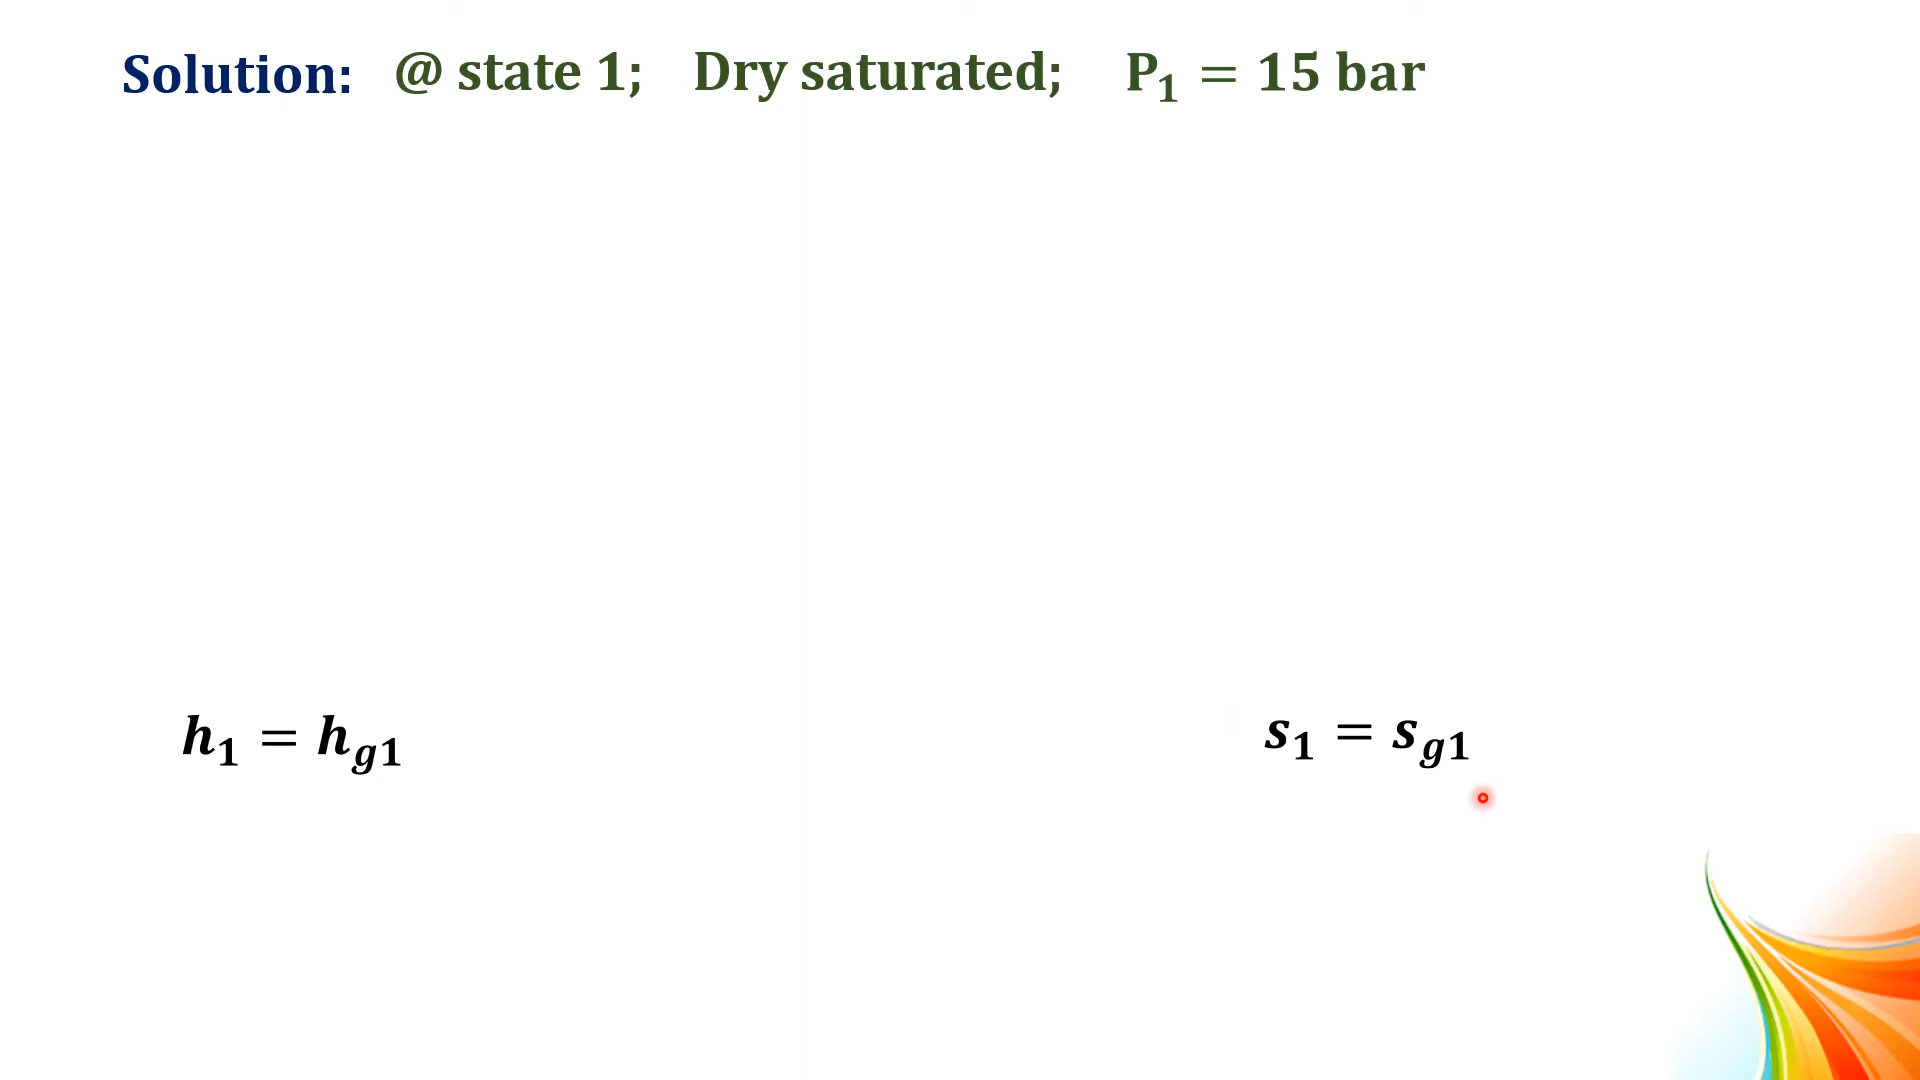 Solution: @ state 1; Dry saturated; P₁ = 15 bar
h₁ = h_g1 s₁ = s_g1